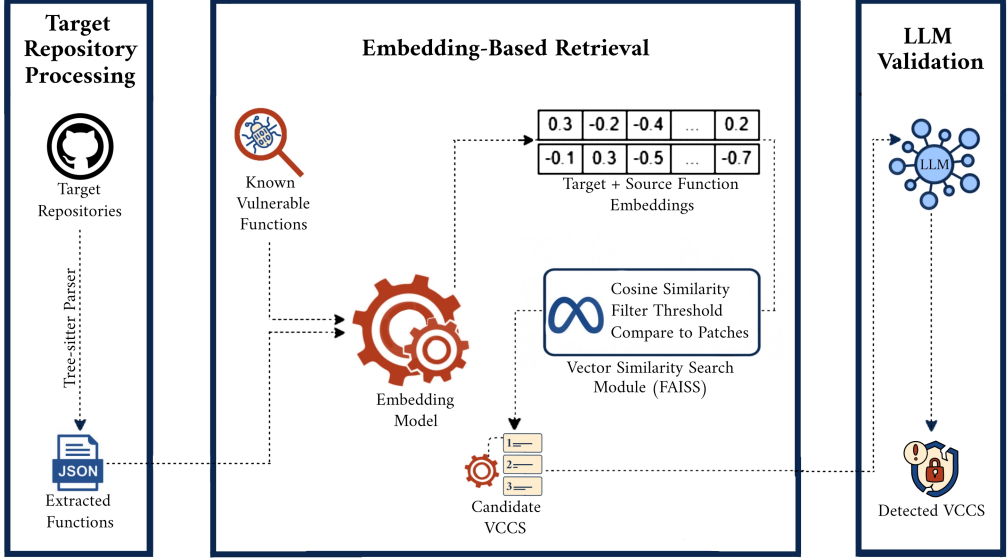 Target
Repository
Processing
Target
Repositories
Tree-sitter Parser
JSON
Extracted
Functions
Embedding-Based Retrieval
Known
Vulnerable
Functions
Embedding
Model
0.3 -0.2 -0.4 ... 0.2
-0.1 0.3 -0.5 ... -0.7
Target + Source Function
Embeddings
Cosine Similarity
Filter Threshold
Compare to Patches
Vector Similarity Search
Module (FAISS)
1
2
3
Candidate
VCCS
LLM
Validation
LLM
!
Detected VCCS